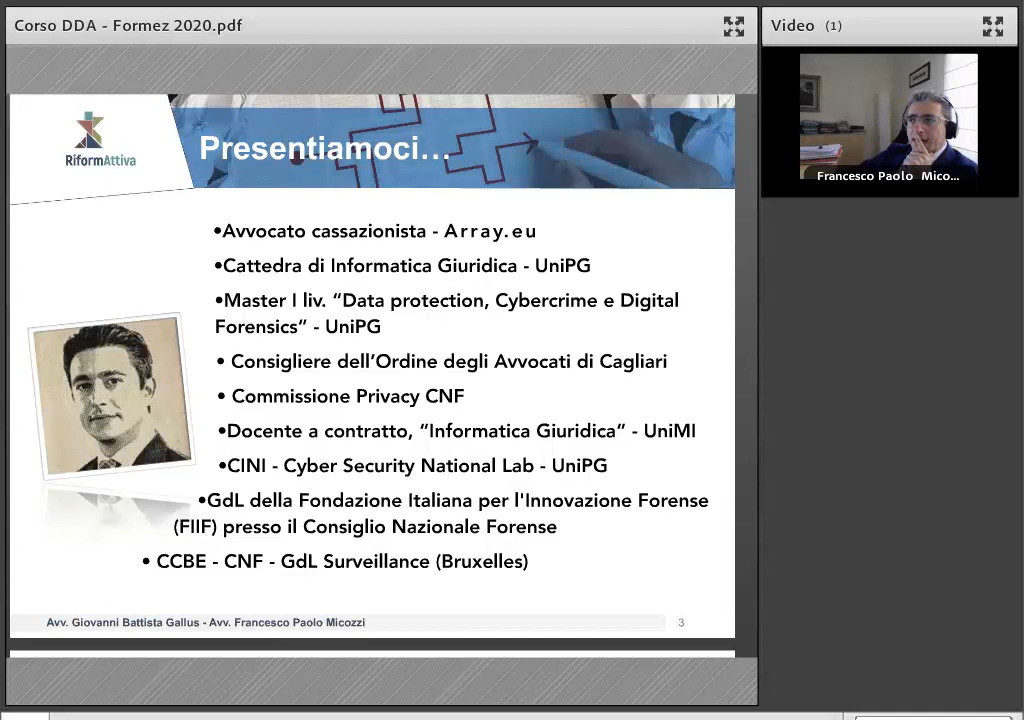 Corso DDA - Formez 2020.pdf
Video (1)
RiformAttiva
Presentiamoci…
Francesco Paolo Mico...
•Avvocato cassazionista - Array.eu
•Cattedra di Informatica Giuridica - UniPG
•Master I liv. “Data protection, Cybercrime e Digital
Forensics” - UniPG
• Consigliere dell’Ordine degli Avvocati di Cagliari
• Commissione Privacy CNF
•Docente a contratto, “Informatica Giuridica” - UniMI
•CINI - Cyber Security National Lab - UniPG
•GdL della Fondazione Italiana per l'Innovazione Forense
(FIIF) presso il Consiglio Nazionale Forense
• CCBE - CNF - GdL Surveillance (Bruxelles)
Avv. Giovanni Battista Gallus - Avv. Francesco Paolo Micozzi
3